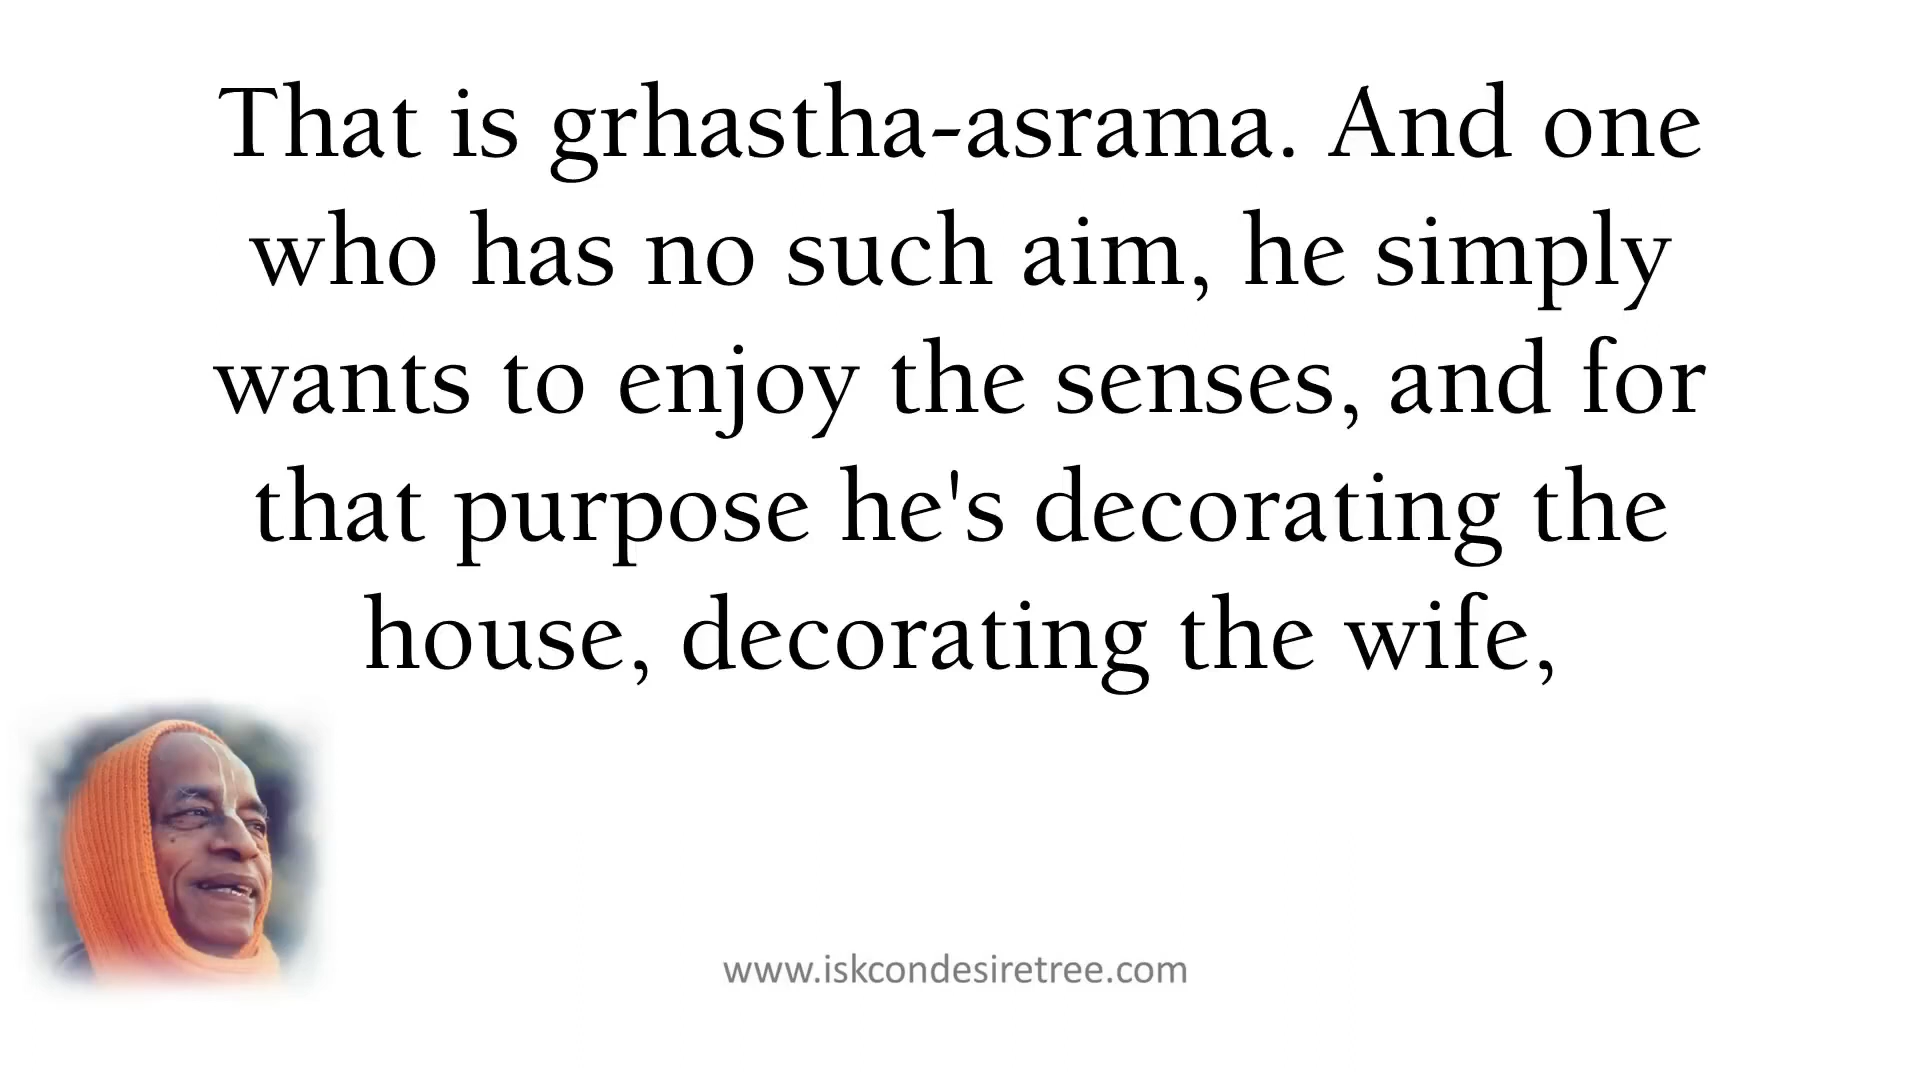 That is grhastha-asrama. And one
who has no such aim, he simply
wants to enjoy the senses, and for
that purpose he's decorating the
house, decorating the wife,
www.iskcondesiretree.com